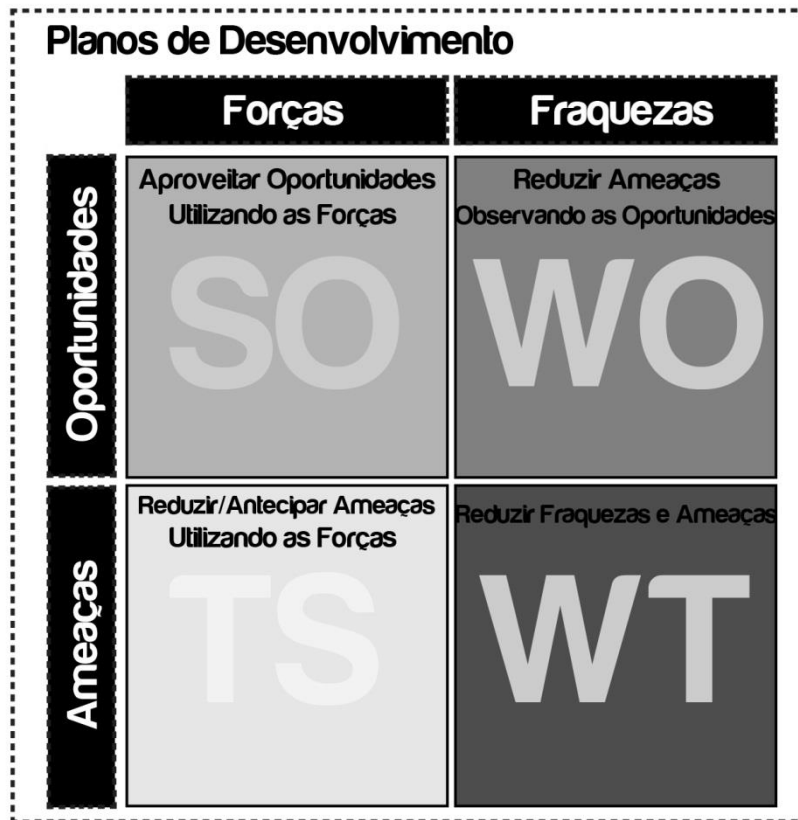 Planos de Desenvolvimento
Forças
Fraquezas
Oportunidades
Aproveitar Oportunidades
Utilizando as Forças
SO
Reduzir Ameaças
Observando as Oportunidades
WO
Ameaças
Reduzir/Antecipar Ameaças
Utilizando as Forças
TS
Reduzir Fraquezas e Ameaças
WT